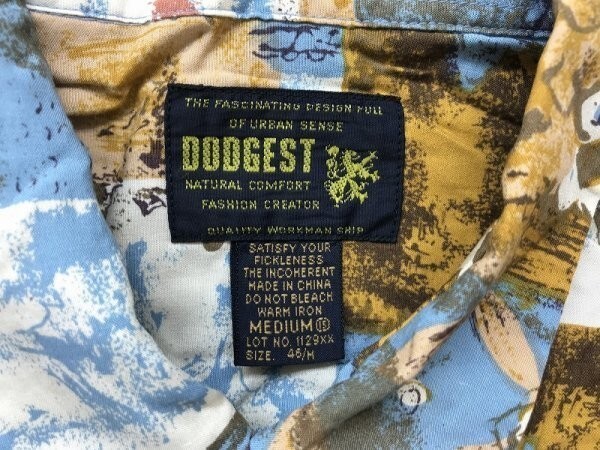 THE FASCINATING DESIGN FULL
OF URBAN SENSE
DODGEST
NATURAL COMFORT
FASHION CREATOR
QUALITY WORKMAN SHIP
SATISFY YOUR
FICKLENESS
THE INCOHERENT
MADE IN CHINA
DO NOT BLEACH
WARM IRON
MEDIUM
LOT NO. 1129XX
SIZE. 46/M